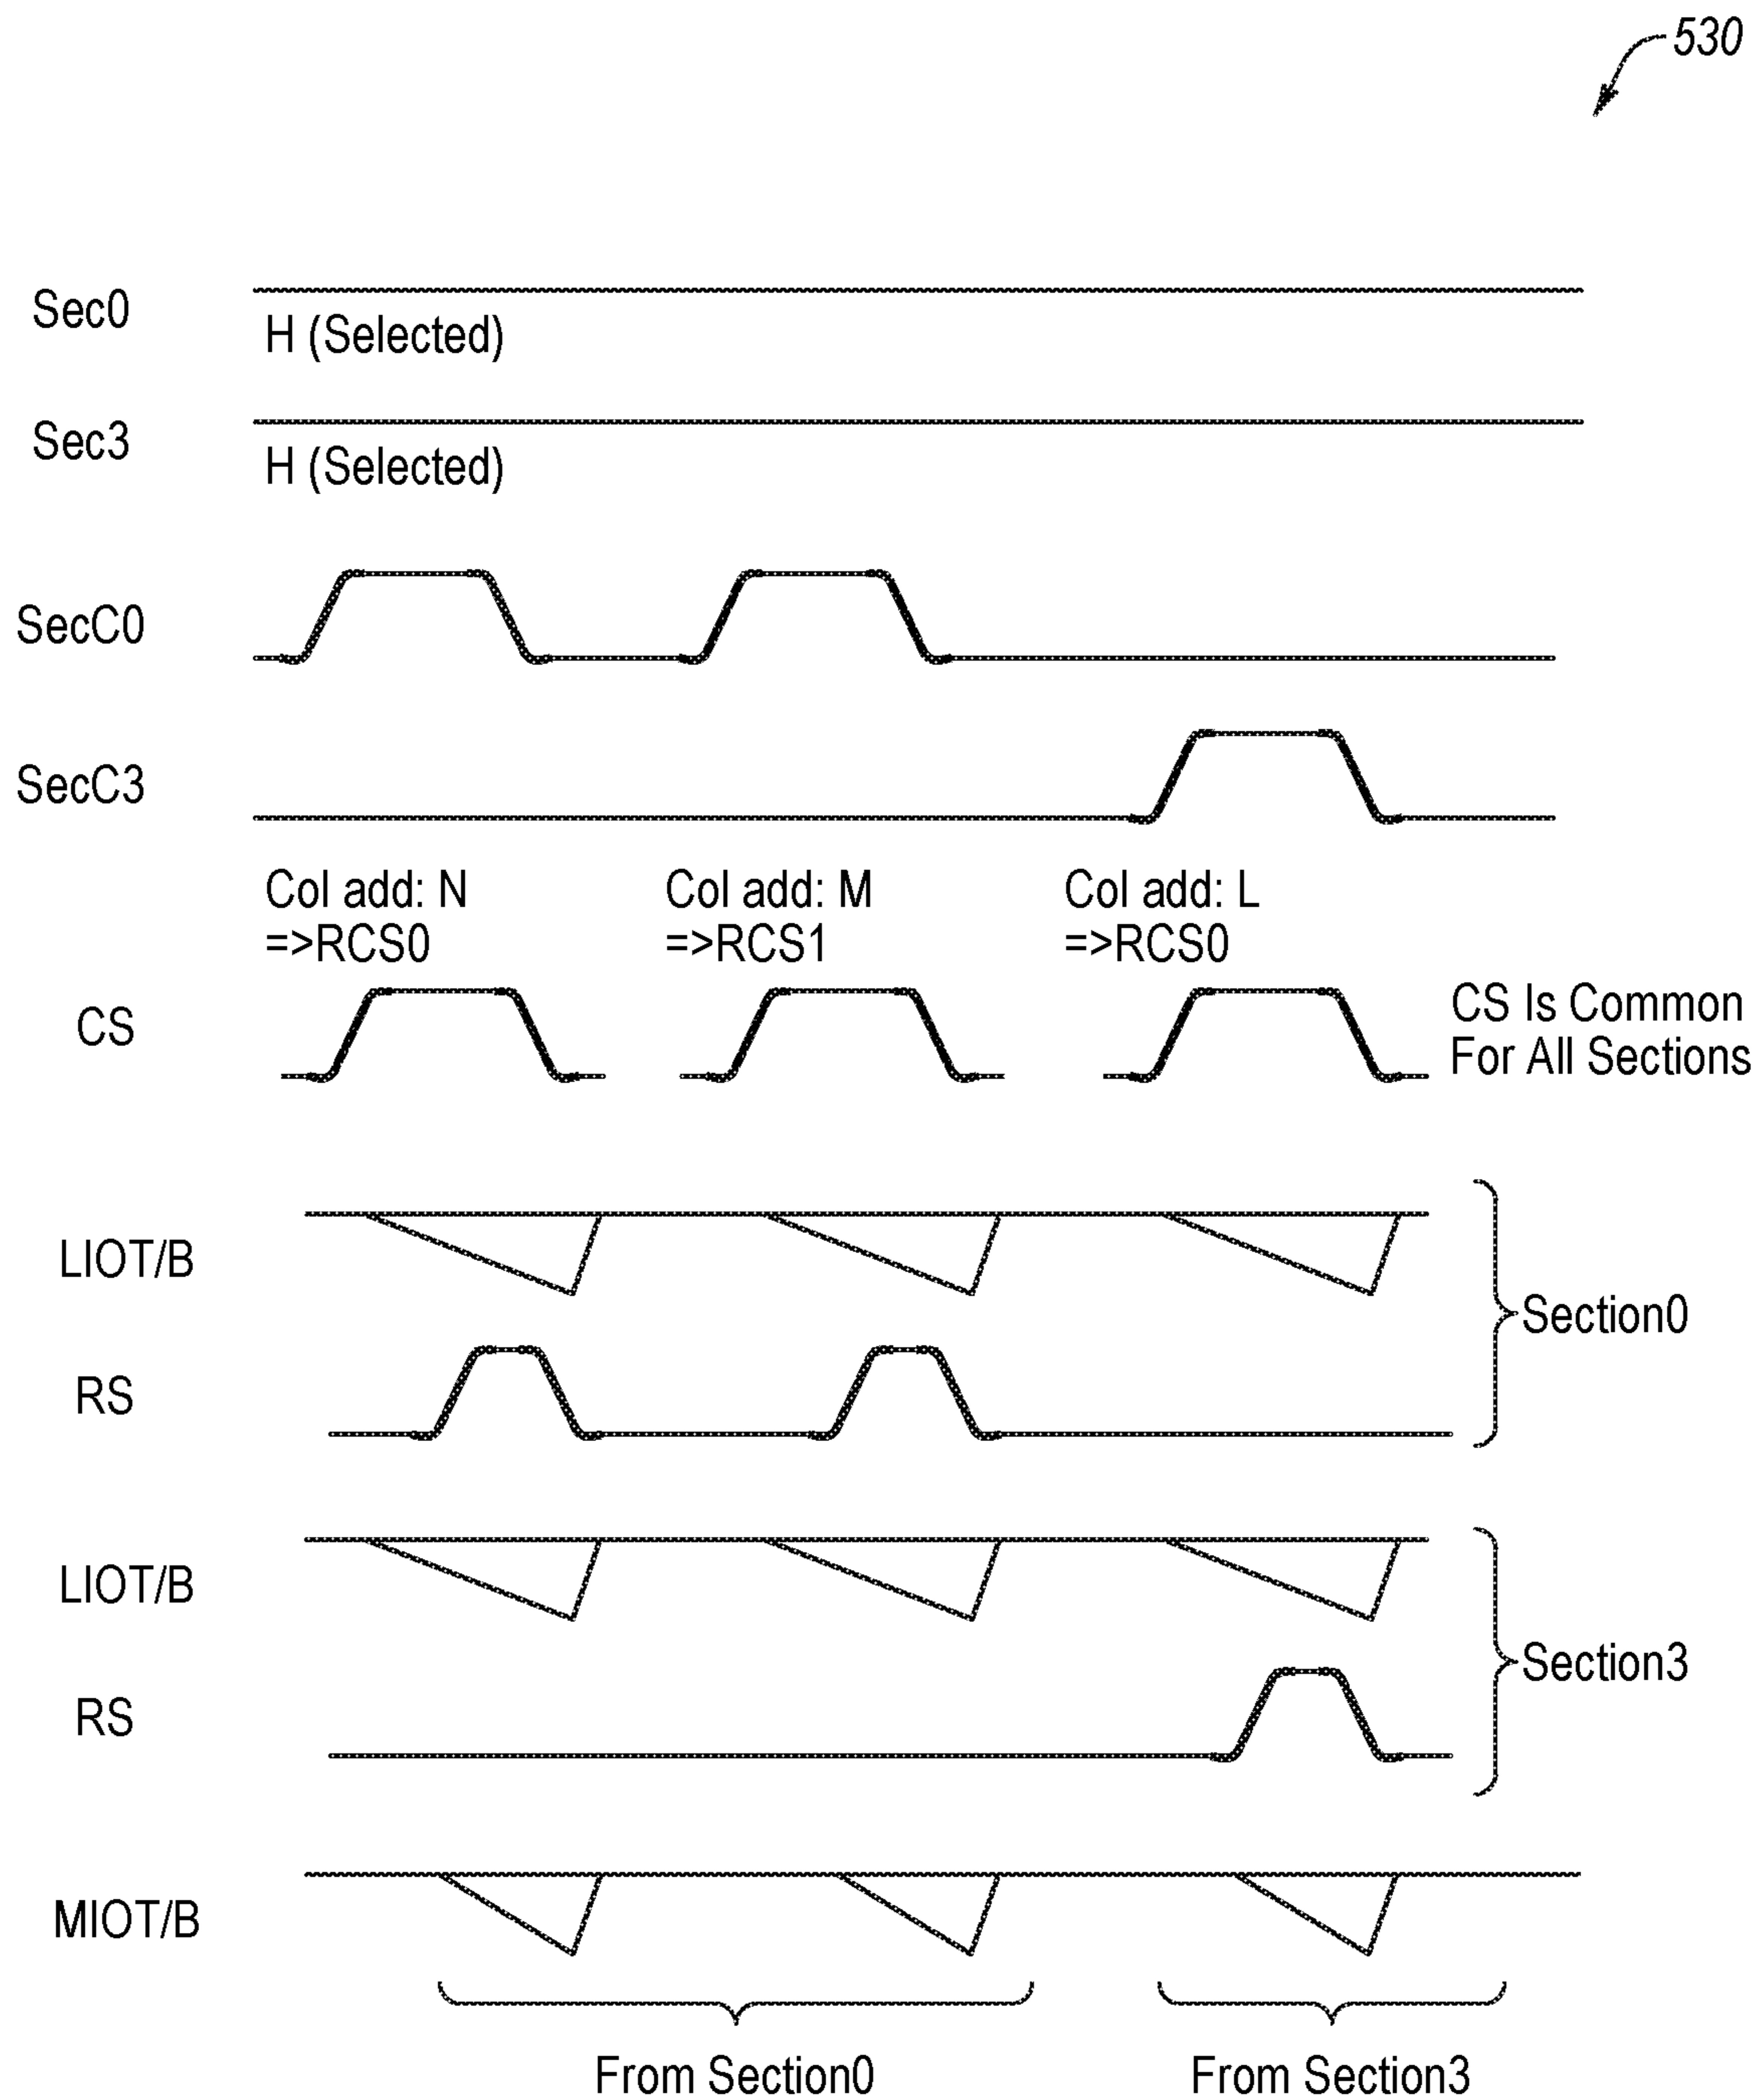 530
Sec0
H (Selected)
Sec3
H (Selected)
SecC0
SecC3
Col add: N
=>RCS0
Col add: M
=>RCS1
Col add: L
=>RCS0
CS
CS Is Common
For All Sections
LIOT/B
RS
Section0
LIOT/B
RS
Section3
MIOT/B
From Section0
From Section3